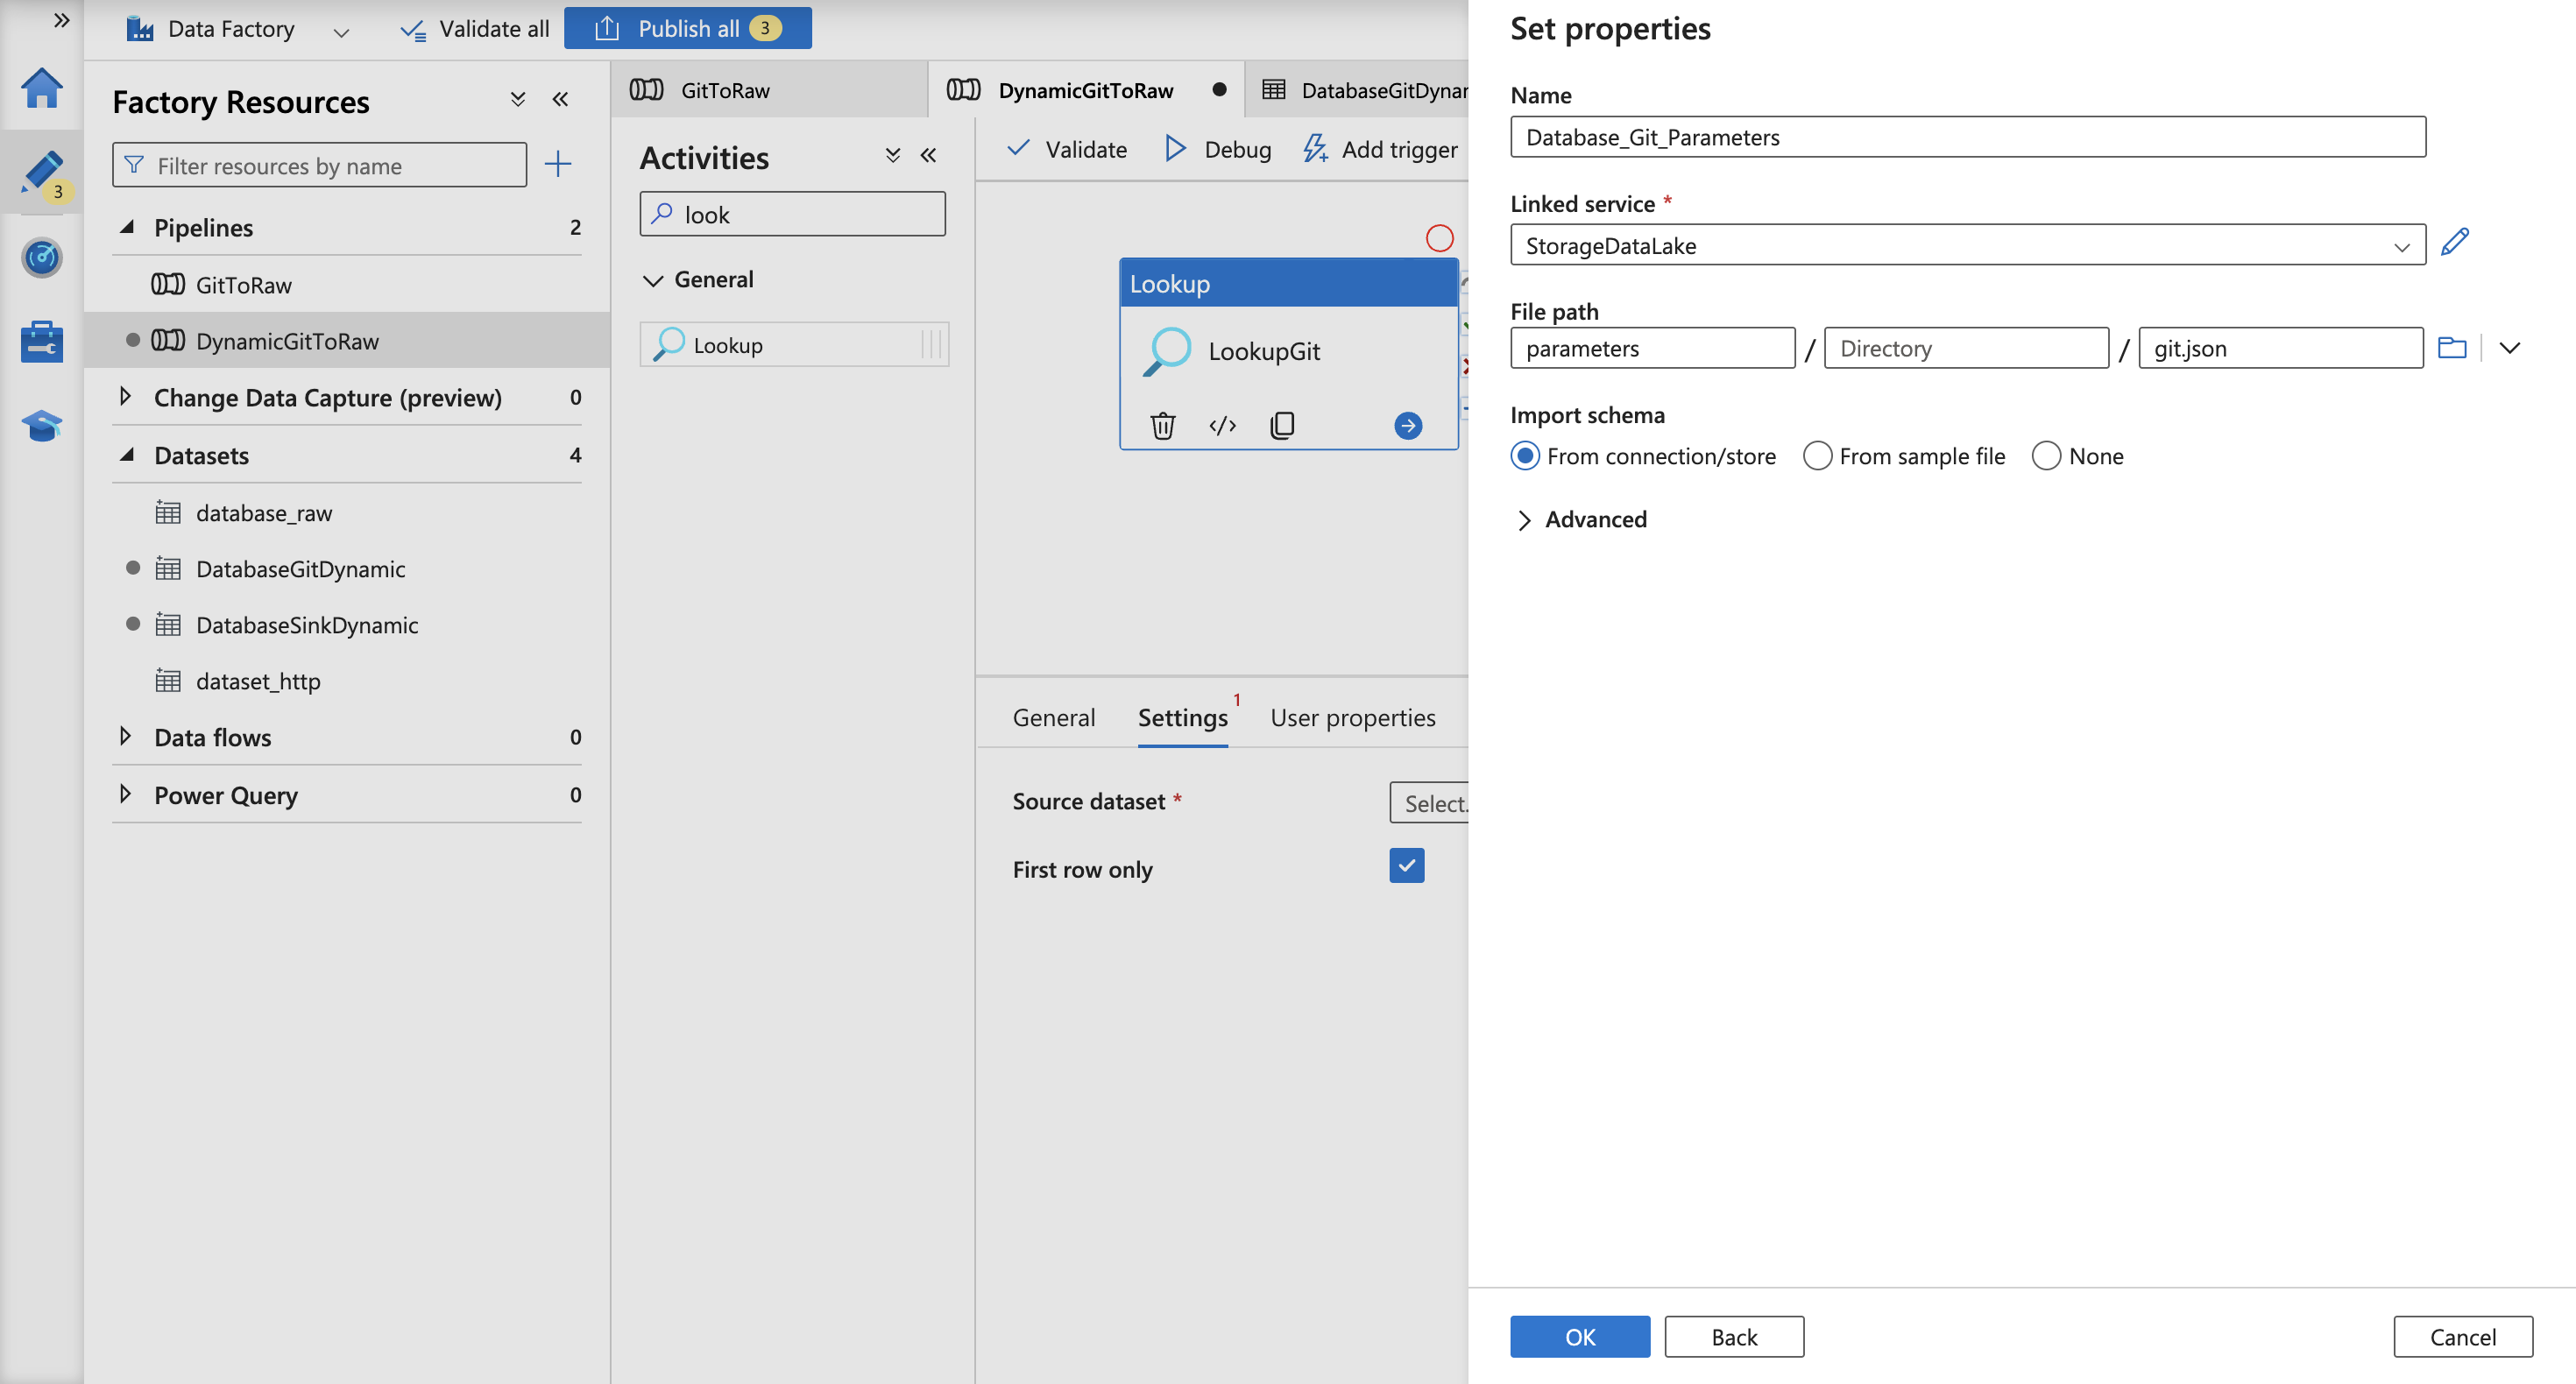 Data Factory
Validate all
Publish all 3
3
Factory Resources
Filter resources by name
Pipelines 2
GitToRaw
DynamicGitToRaw
Change Data Capture (preview) 0
Datasets 4
database_raw
DatabaseGitDynamic
DatabaseSinkDynamic
dataset_http
Data flows 0
Power Query 0
GitToRaw
DynamicGitToRaw
DatabaseGitDynar
Activities
look
General
Lookup
Validate
Debug
Add trigger
Lookup
LookupGit
General
Settings 1
User properties
Source dataset *
Select.
First row only
Set properties
Name
Database_Git_Parameters
Linked service *
StorageDataLake
File path
parameters / Directory / git.json
Import schema
From connection/store
From sample file
None
Advanced
OK
Back
Cancel